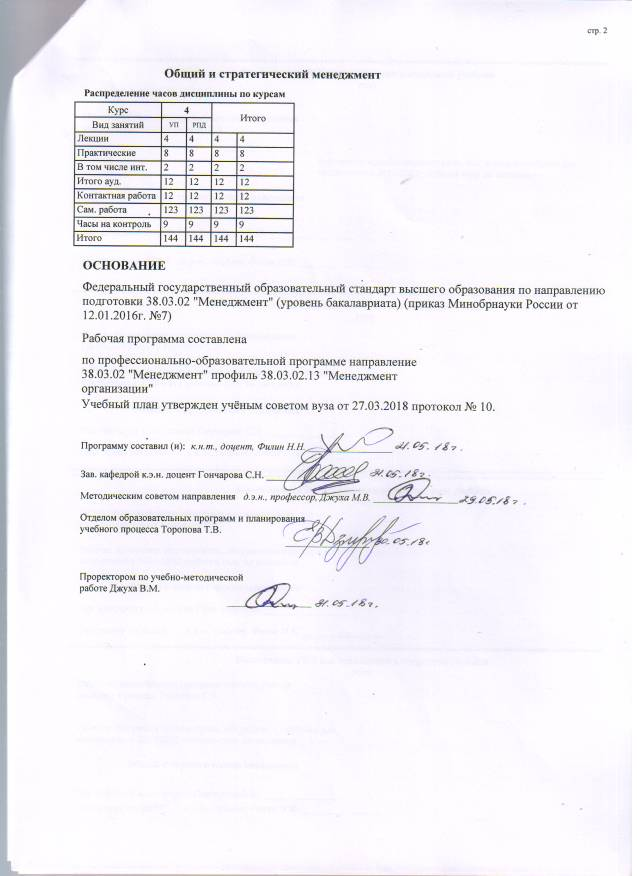 стр. 2
Общий и стратегический менеджмент
Распределение часов дисциплины по курсам
Курс 4 Итого
Вид занятий УП РПД
Лекции 4 4 4 4
Практические 8 8 8 8
В том числе инт. 2 2 2 2
Итого ауд. 12 12 12 12
Контактная работа 12 12 12 12
Сам. работа 123 123 123 123
Часы на контроль 9 9 9 9
Итого 144 144 144 144
ОСНОВАНИЕ
Федеральный государственный образовательный стандарт высшего образования по направлению
подготовки 38.03.02 "Менеджмент" (уровень бакалавриата) (приказ Минобрнауки России от
12.01.2016г. №7)
Рабочая программа составлена
по профессионально-образовательной программе направление
38.03.02 "Менеджмент" профиль 38.03.02.13 "Менеджмент
организации"
Учебный план утвержден учёным советом вуза от 27.03.2018 протокол № 10.
Программу составил (и): к.н.т., доцент, Филин Н.Н. 21.05.18г.
Зав. кафедрой к.э.н. доцент Гончарова С.Н. 21.05.18г.
Методическим советом направления д.э.н., профессор, Джуха М.В. 29.05.18г.
Отделом образовательных программ и планирования
учебного процесса Торопова Т.В. 30.05.18г
Проректором по учебно-методической
работе Джуха В.М. 31.05.18г.